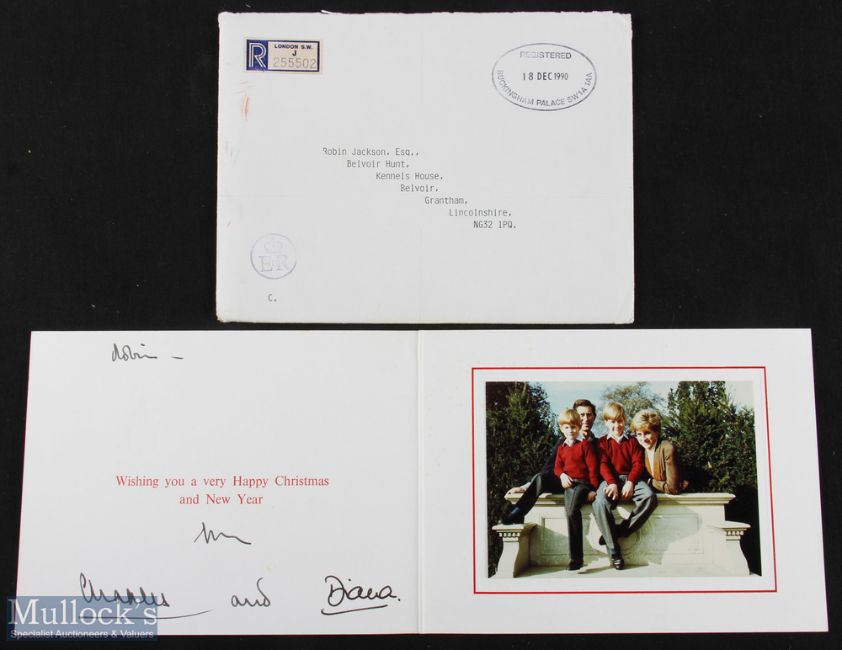 LONDON S.W.
R J
255502
REGISTERED
18 DEC 1990
BUCKINGHAM PALACE SW1A 1AA
Robin Jackson, Esq.,
Belvoir Hunt,
Kennels House,
Belvoir,
Grantham,
Lincolnshire,
NG32 1PQ.
E R
C.
Robin -
Wishing you a very Happy Christmas
and New Year
Charles and Diana.
Mullock's
Specialist Auctioneers & Valuers